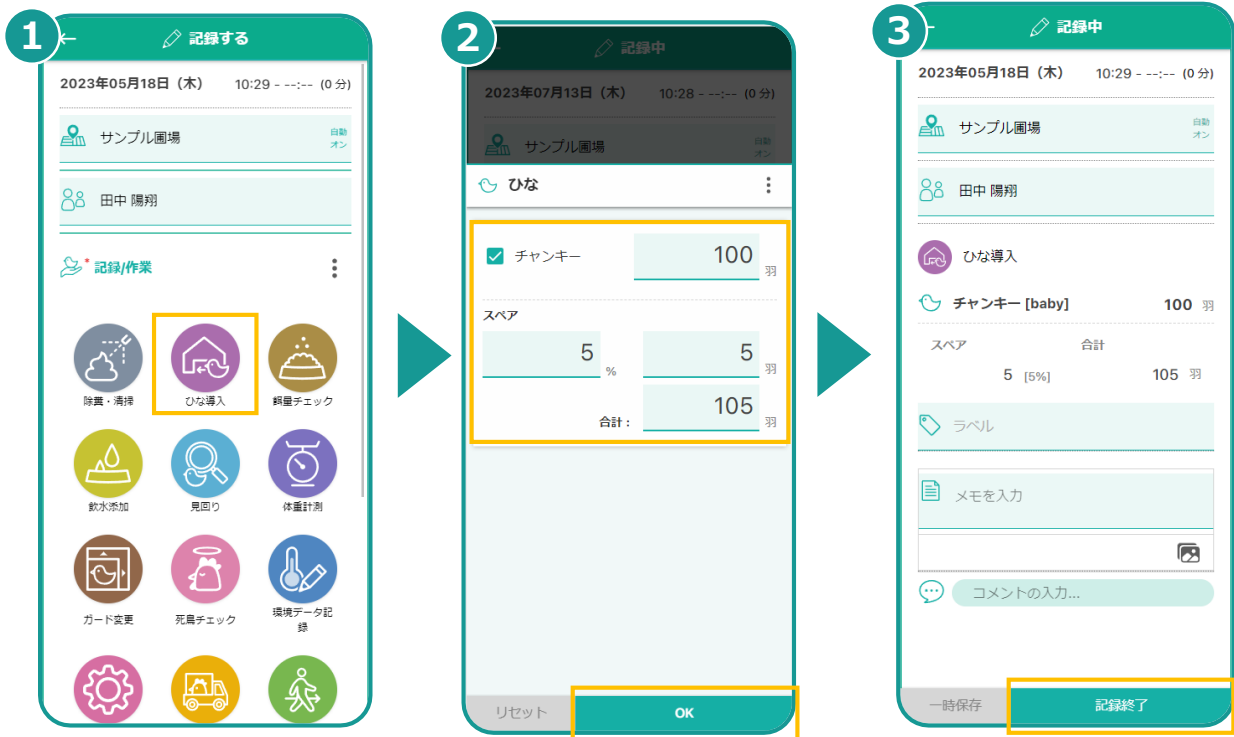 1
記録する
2023年05月18日（木） 10:29 - --:-- (0 分)
サンプル圃場
自動
オン
田中 陽翔
*
記録/作業
除糞・清掃
ひな導入
餌量チェック
飲水添加
見回り
体重計測
ガード変更
死鳥チェック
環境データ記
録
2
記録中
2023年07月13日（木） 10:28 - --:-- (0 分)
サンプル圃場
自動
オン
ひな
チャンキー
100
羽
スペア
5
%
5
羽
合計：
105
羽
リセット
OK
3
記録中
2023年05月18日（木） 10:29 - --:-- (0 分)
サンプル圃場
自動
オン
田中 陽翔
ひな導入
チャンキー [baby] 100 羽
スペア 合計
5 [5%] 105 羽
ラベル
メモを入力
コメントの入力...
一時保存
記録終了